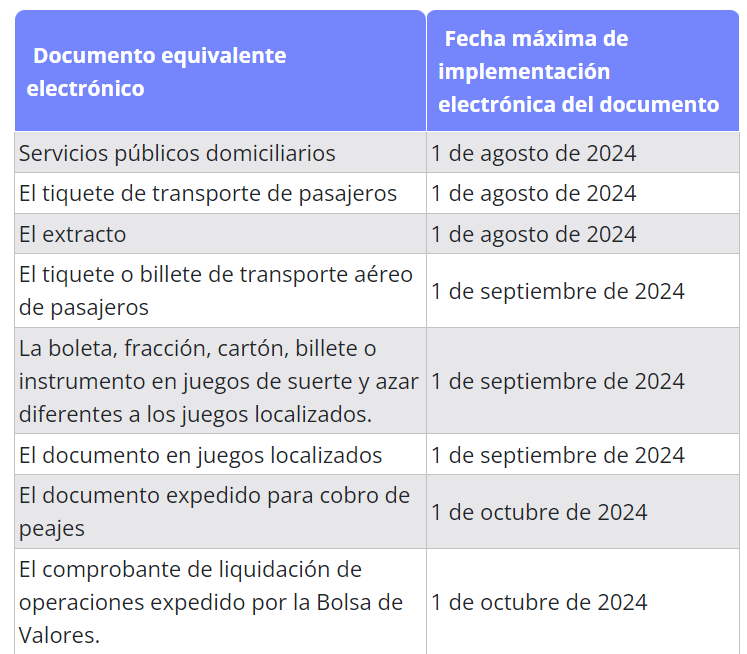 Documento equivalente
electrónico
Fecha máxima de
implementación
electrónica del documento
Servicios públicos domiciliarios
1 de agosto de 2024
El tiquete de transporte de pasajeros
1 de agosto de 2024
El extracto
1 de agosto de 2024
El tiquete o billete de transporte aéreo
de pasajeros
1 de septiembre de 2024
La boleta, fracción, cartón, billete o
instrumento en juegos de suerte y azar
diferentes a los juegos localizados.
1 de septiembre de 2024
El documento en juegos localizados
1 de septiembre de 2024
El documento expedido para cobro de
peajes
1 de octubre de 2024
El comprobante de liquidación de
operaciones expedido por la Bolsa de
Valores.
1 de octubre de 2024